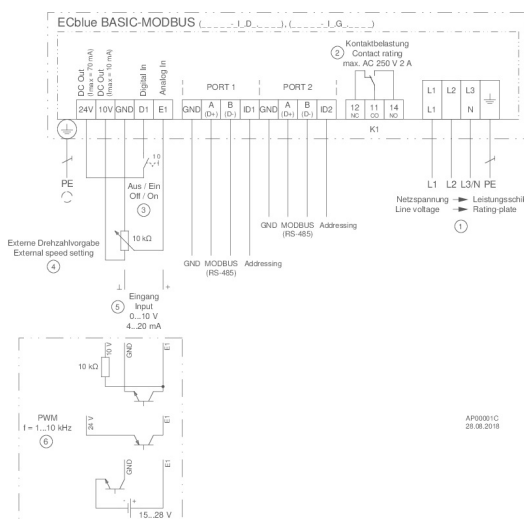 ECblue BASIC-MODBUS (_ _ _ _ _-_I_D_._ _ _), (_ _ _ _ _-_I_G_._ _ _)
Kontaktbelastung
② Contact rating
max. AC 250 V 2 A
DC Out
(Imax = 70 mA)
DC Out
(Imax = 10 mA)
Digital In
Analog In
PORT 1
PORT 2
24V 10V GND D1 E1
GND A (D+) B (D-) ID1 GND A (D+) B (D-) ID2
12 NC 11 CO 14 NO
K1
L1 L2 L3
L1 N
PE
1 0
Aus / Ein
Off / On
③
10 kΩ
Externe Drehzahlvorgabe
External speed setting
④
GND MODBUS Addressing
(RS-485)
GND MODBUS Addressing
(RS-485)
L1 L2 L3/N PE
Netzspannung Leistungsschil
Line voltage Rating-plate
①
⊥ +
⑤ Eingang
Input
0...10 V
4...20 mA
10 V GND E1
10 kΩ
PWM
f = 1...10 kHz
⑥
24 V E1
GND E1
- +
15...28 V
AP00001C
28.08.2018